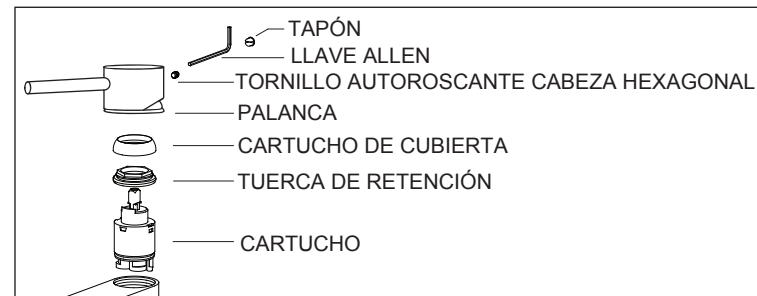 TAPÓN
LLAVE ALLEN
TORNILLO AUTOROSCANTE CABEZA HEXAGONAL
PALANCA
CARTUCHO DE CUBIERTA
TUERCA DE RETENCIÓN
CARTUCHO